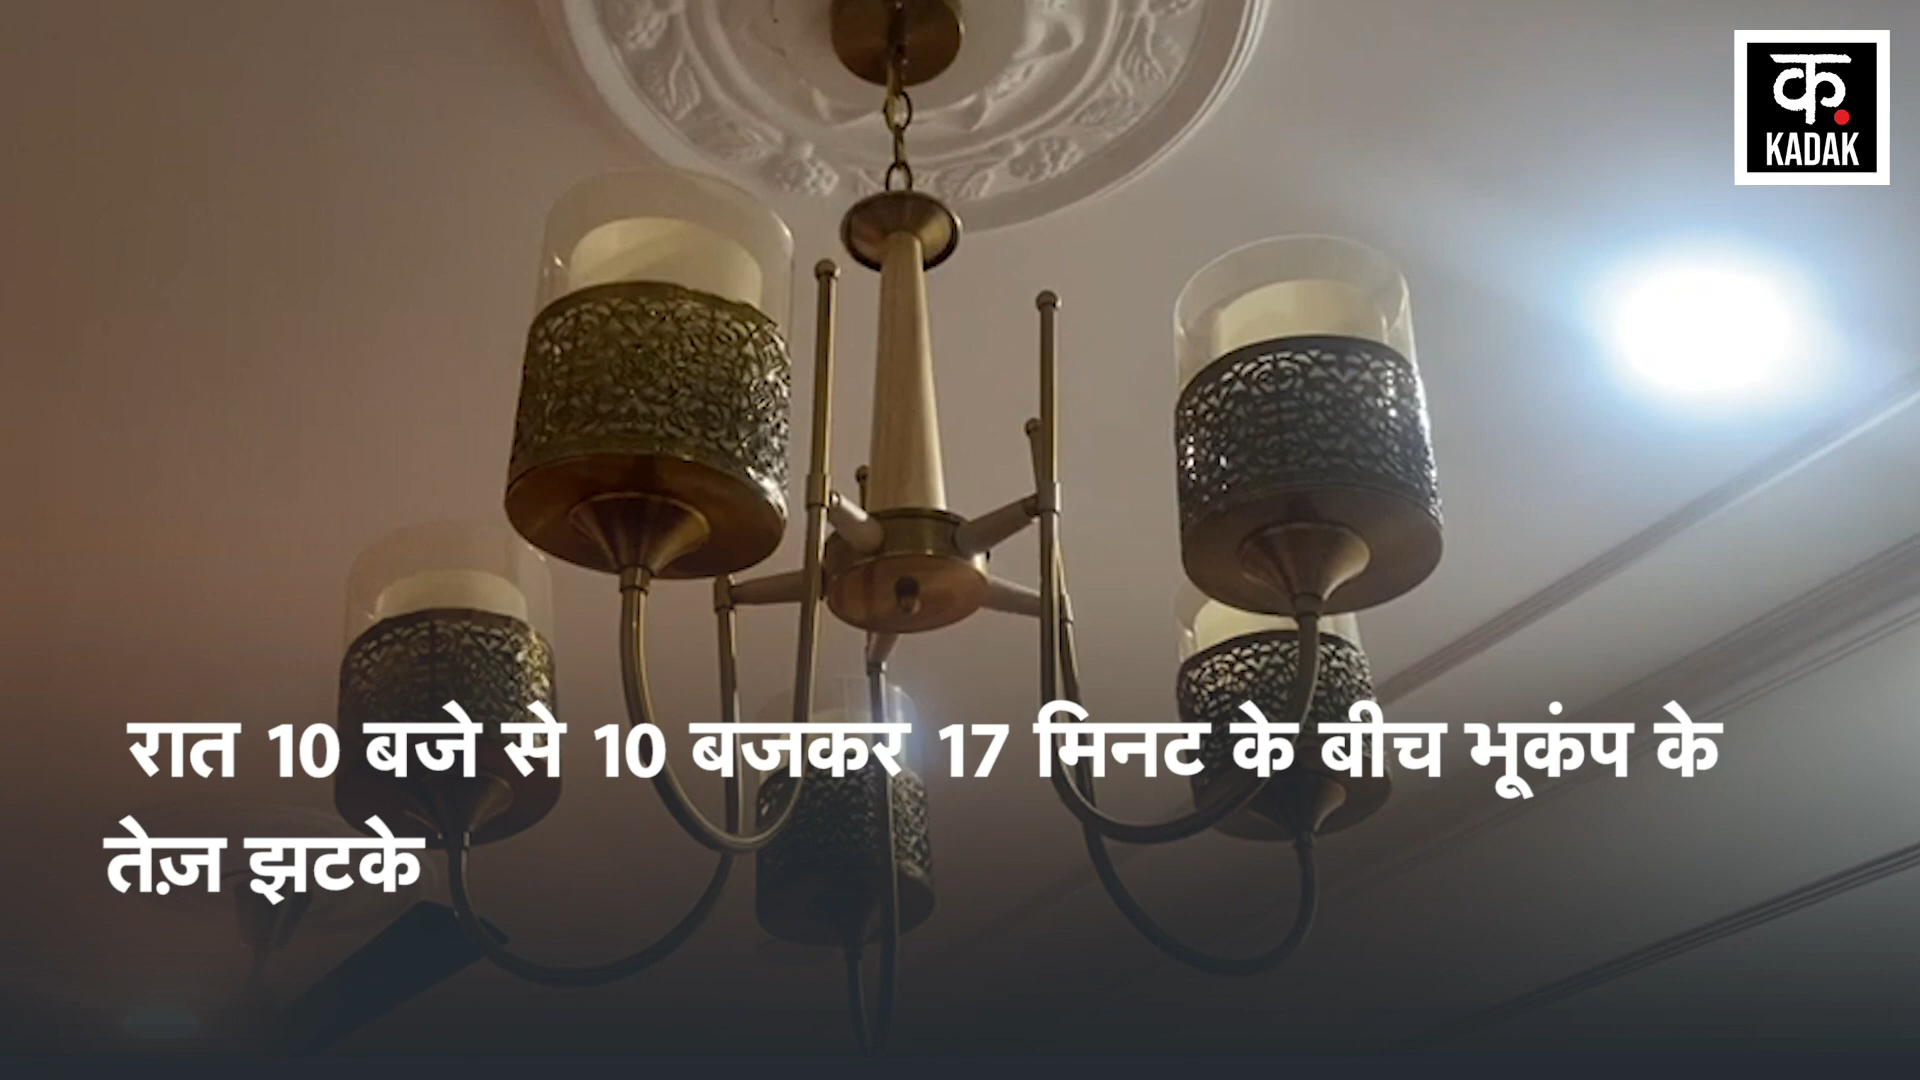 क
KADAK
रात 10 बजे से 10 बजकर 17 मिनट के बीच भूकंप के
तेज़ झटके